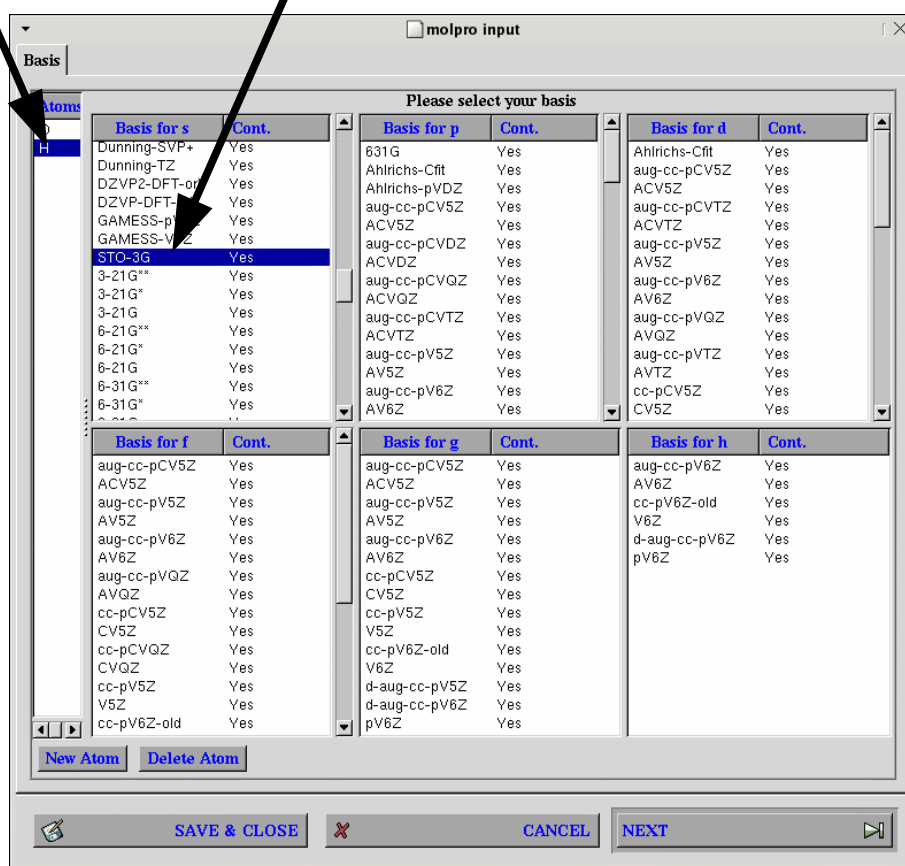 molpro input
Basis
Please select your basis
Atoms
H
Basis for s Cont.
Dunning-SVP+ Yes
Dunning-TZ Yes
DZVP2-DFT-or Yes
DZVP-DFT- Yes
Yes
Yes
STO-3G Yes
3-21G** Yes
3-21G* Yes
3-21G Yes
6-21G** Yes
6-21G* Yes
6-21G Yes
6-31G** Yes
6-31G* Yes
Basis for p Cont.
631G Yes
Ahlrichs-Cfit Yes
Ahlrichs-pVDZ Yes
aug-cc-pCV5Z Yes
ACV5Z Yes
aug-cc-pCVDZ Yes
ACVDZ Yes
aug-cc-pCVQZ Yes
ACVQZ Yes
aug-cc-pCVTZ Yes
ACVTZ Yes
aug-cc-pV5Z Yes
AV5Z Yes
aug-cc-pV6Z Yes
AV6Z Yes
Basis for d Cont.
Ahlrichs-Cfit Yes
aug-cc-pCV5Z Yes
ACV5Z Yes
aug-cc-pCVTZ Yes
ACVTZ Yes
aug-cc-pV5Z Yes
AV5Z Yes
aug-cc-pV6Z Yes
AV6Z Yes
aug-cc-pVQZ Yes
AVQZ Yes
aug-cc-pVTZ Yes
AVTZ Yes
cc-pCV5Z Yes
CV5Z Yes
Basis for f Cont.
aug-cc-pCV5Z Yes
ACV5Z Yes
aug-cc-pV5Z Yes
AV5Z Yes
aug-cc-pV6Z Yes
AV6Z Yes
aug-cc-pVQZ Yes
AVQZ Yes
cc-pCV5Z Yes
CV5Z Yes
cc-pCVQZ Yes
CVQZ Yes
cc-pV5Z Yes
V5Z Yes
cc-pV6Z-old Yes
Basis for g Cont.
aug-cc-pCV5Z Yes
ACV5Z Yes
aug-cc-pV5Z Yes
AV5Z Yes
aug-cc-pV6Z Yes
AV6Z Yes
cc-pCV5Z Yes
CV5Z Yes
cc-pV5Z Yes
V5Z Yes
cc-pV6Z-old Yes
V6Z Yes
d-aug-cc-pV5Z Yes
d-aug-cc-pV6Z Yes
pV6Z Yes
Basis for h Cont.
aug-cc-pV6Z Yes
AV6Z Yes
cc-pV6Z-old Yes
V6Z Yes
d-aug-cc-pV6Z Yes
pV6Z Yes
New Atom Delete Atom
SAVE & CLOSE CANCEL NEXT